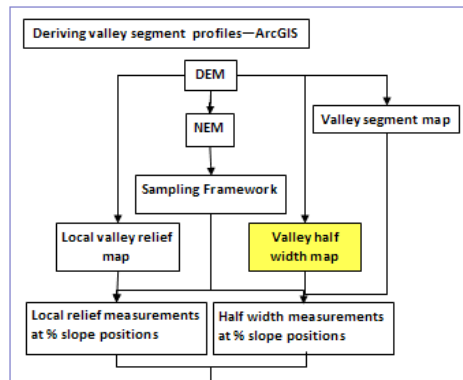 Deriving valley segment profiles—ArcGIS
DEM
NEM
Valley segment map
Sampling Framework
Local valley relief
map
Valley half
width map
Local relief measurements
at % slope positions
Half width measurements
at % slope positions